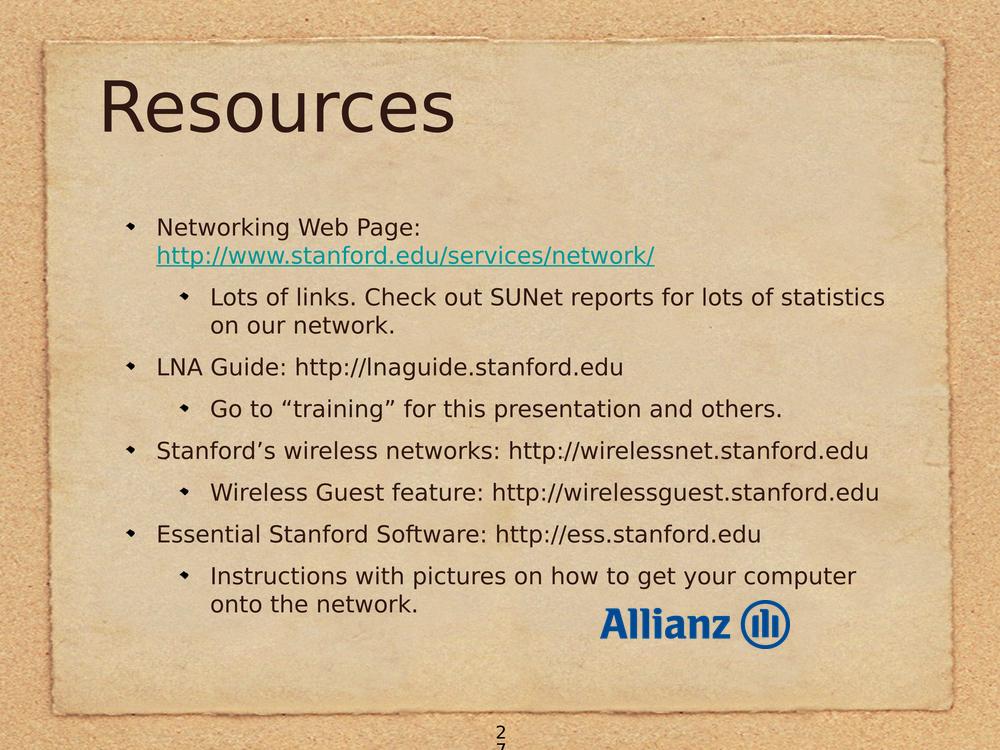 Resources
Networking Web Page:
http://www.stanford.edu/services/network/
Lots of links. Check out SUNet reports for lots of statistics
on our network.
LNA Guide: http://lnaguide.stanford.edu
Go to “training” for this presentation and others.
Stanford’s wireless networks: http://wirelessnet.stanford.edu
Wireless Guest feature: http://wirelessguest.stanford.edu
Essential Stanford Software: http://ess.stanford.edu
Instructions with pictures on how to get your computer
onto the network.
Allianz
2
7